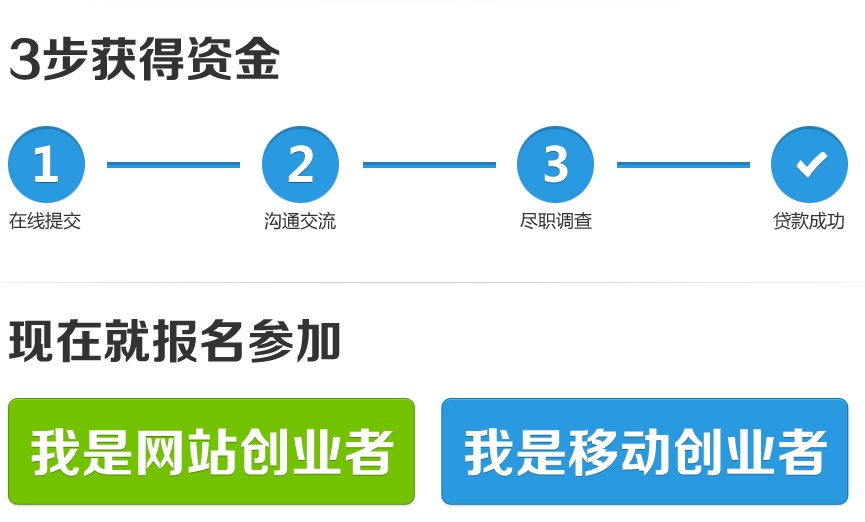 3步获得资金
1 2 3
在线提交 沟通交流 尽职调查 贷款成功
现在就报名参加
我是网站创业者 我是移动创业者